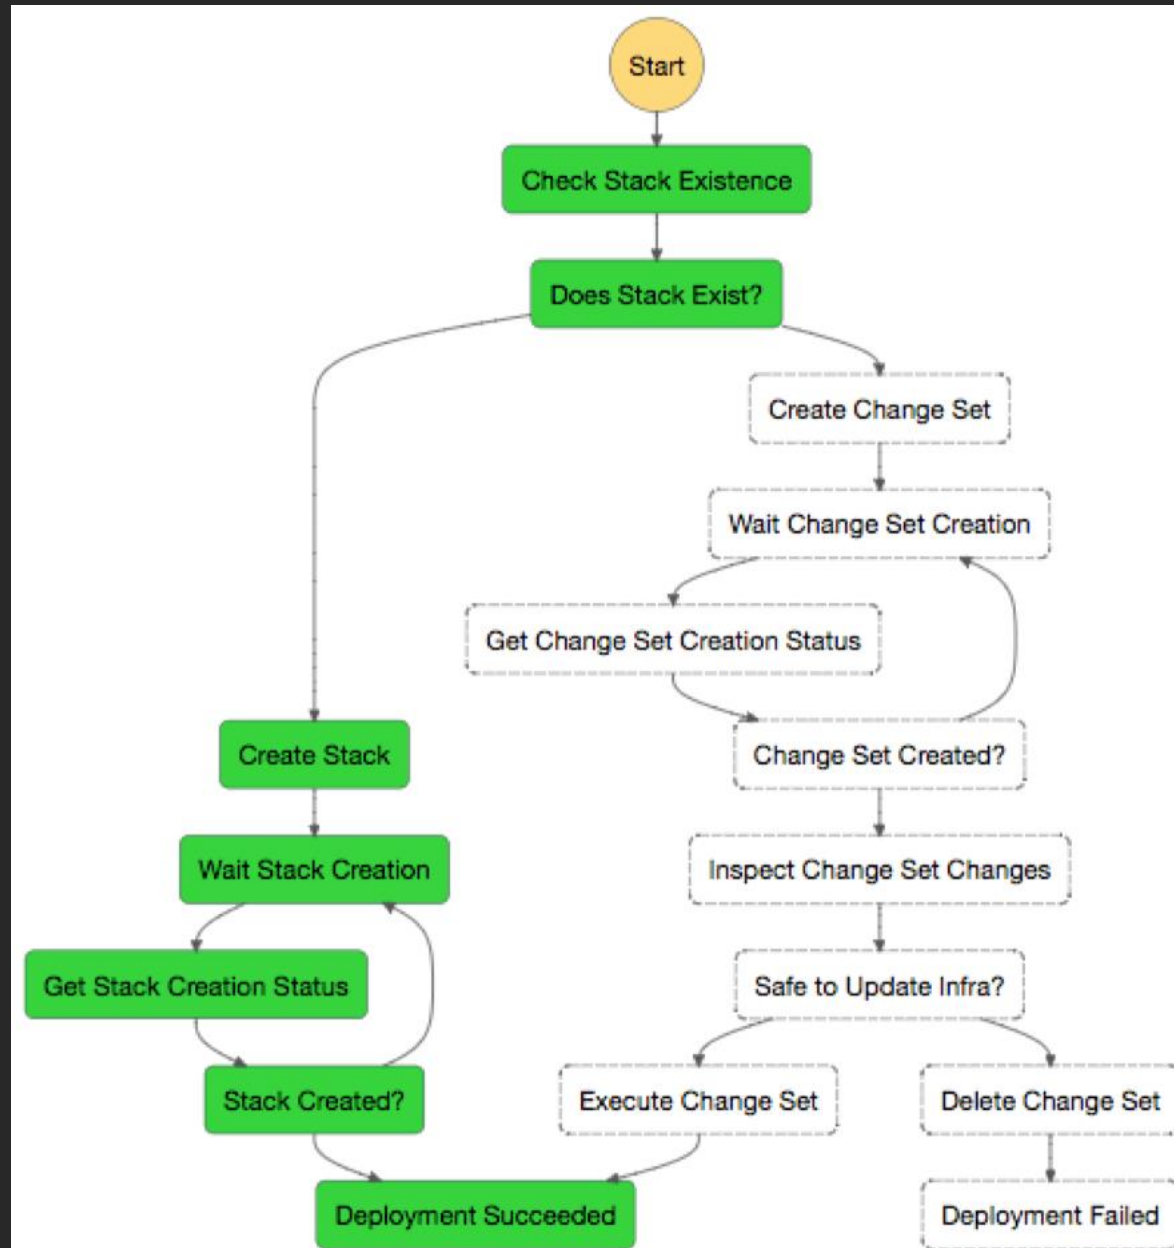 Start
Check Stack Existence
Does Stack Exist?
Create Change Set
Wait Change Set Creation
Get Change Set Creation Status
Create Stack
Change Set Created?
Wait Stack Creation
Inspect Change Set Changes
Get Stack Creation Status
Safe to Update Infra?
Stack Created?
Execute Change Set
Delete Change Set
Deployment Succeeded
Deployment Failed